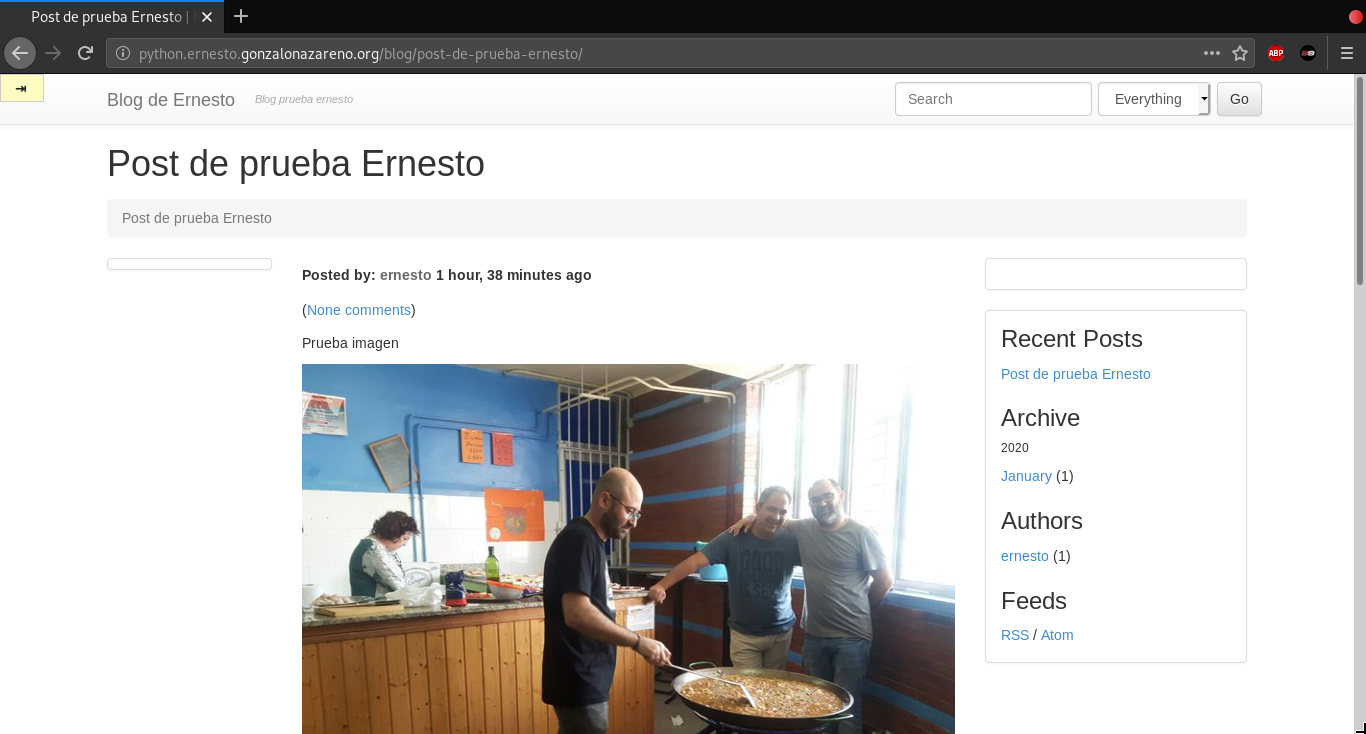 Post de prueba Ernesto |
python.ernesto.gonzalonazareno.org/blog/post-de-prueba-ernesto/
ABP
Blog de Ernesto
Blog prueba ernesto
Search
Everything
Go
Post de prueba Ernesto
Post de prueba Ernesto
Posted by: ernesto 1 hour, 38 minutes ago
(None comments)
Prueba imagen
Recent Posts
Post de prueba Ernesto
Archive
2020
January (1)
Authors
ernesto (1)
Feeds
RSS / Atom